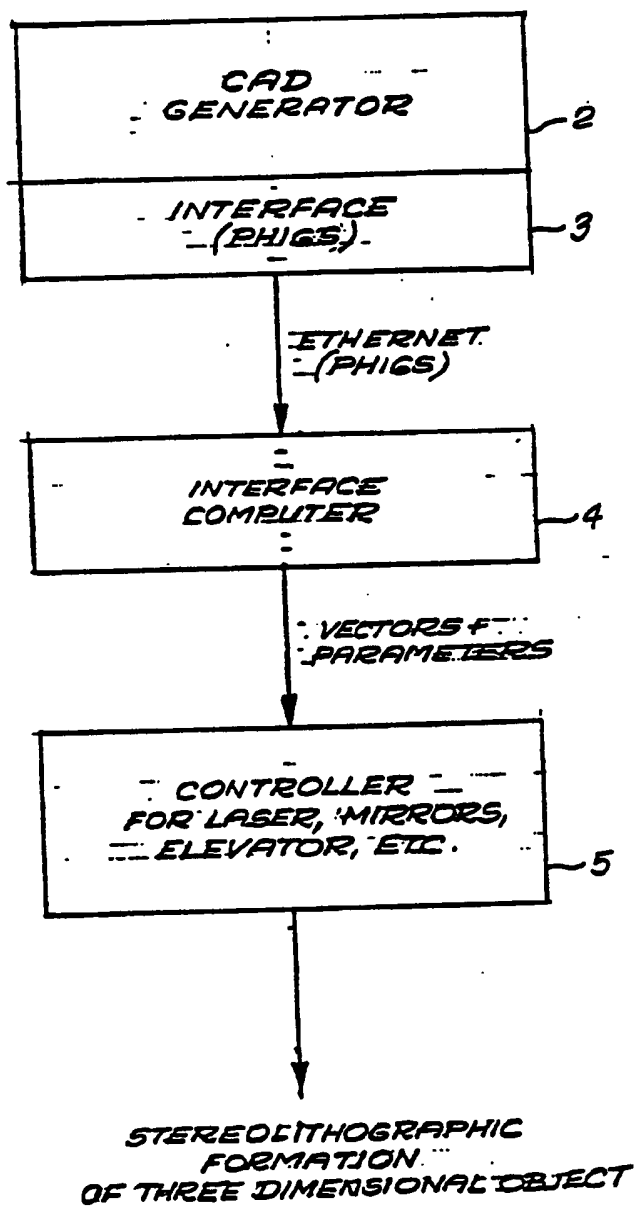 CAD
GENERATOR
2
INTERFACE
(PHIGS)
3
ETHERNET
(PHIGS)
INTERFACE
COMPUTER
4
VECTORS +
PARAMETERS
CONTROLLER
FOR LASER, MIRRORS,
ELEVATOR, ETC.
5
STEREOLITHOGRAPHIC
FORMATION
OF THREE DIMENSIONAL OBJECT